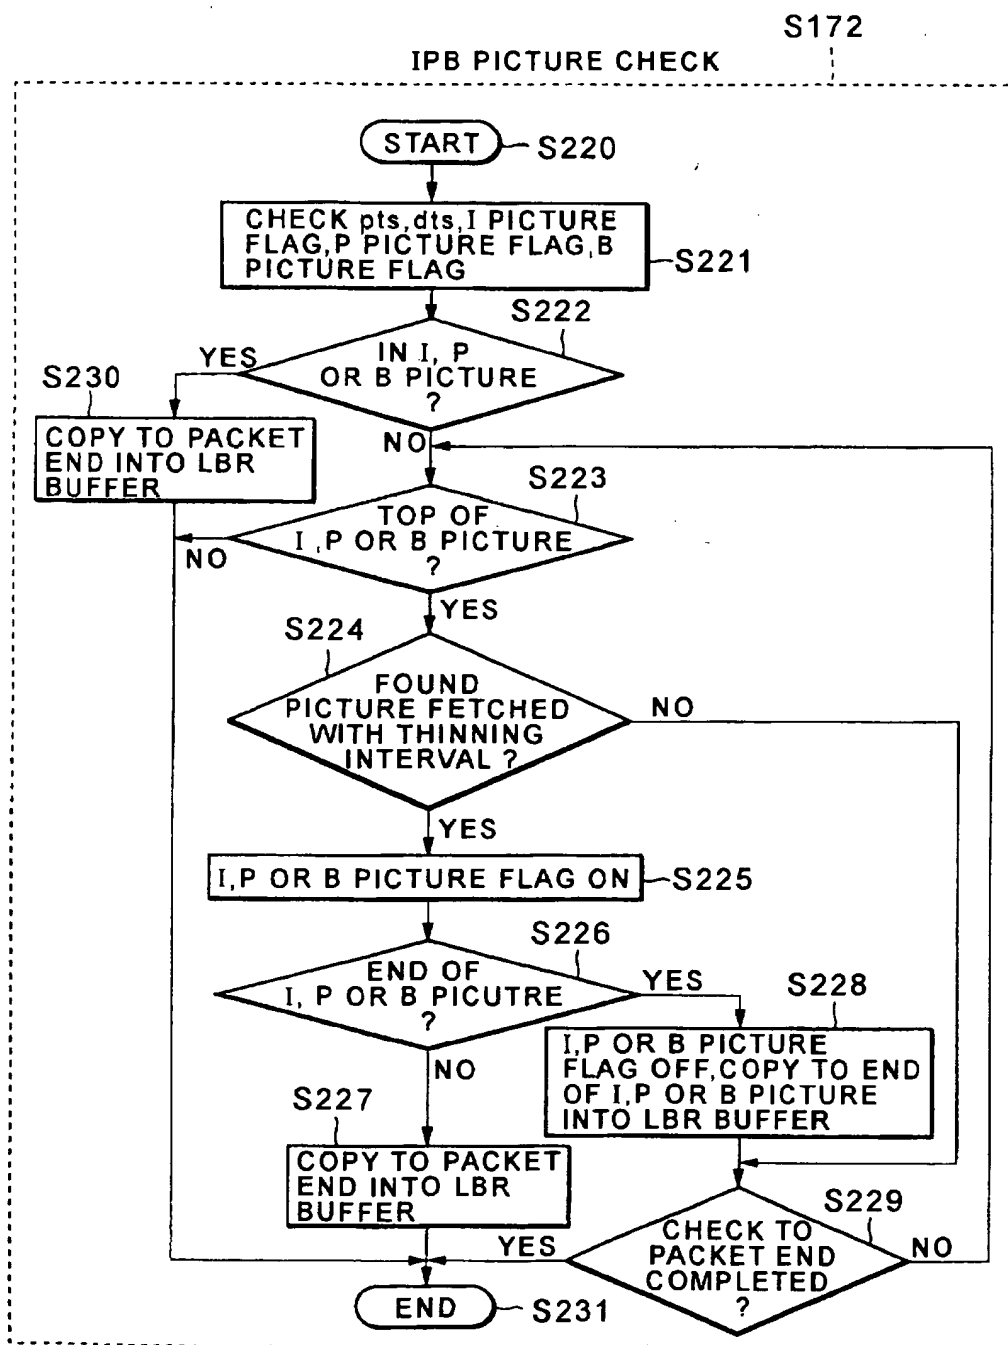 S172
IPB PICTURE CHECK
START
S220
CHECK pts,dts,I PICTURE
FLAG,P PICTURE FLAG,B
PICTURE FLAG
S221
S222
IN I, P
OR B PICTURE
?
YES
S230
COPY TO PACKET
END INTO LBR
BUFFER
NO
S223
TOP OF
I,P OR B PICTURE
?
NO
YES
S224
FOUND
PICTURE FETCHED
WITH THINNING
INTERVAL ?
NO
YES
I,P OR B PICTURE FLAG ON
S225
S226
END OF
I, P OR B PICUTRE
?
YES
S228
I,P OR B PICTURE
FLAG OFF,COPY TO END
OF I,P OR B PICTURE
INTO LBR BUFFER
NO
S227
COPY TO PACKET
END INTO LBR
BUFFER
S229
CHECK TO
PACKET END
COMPLETED
?
YES
NO
END
S231